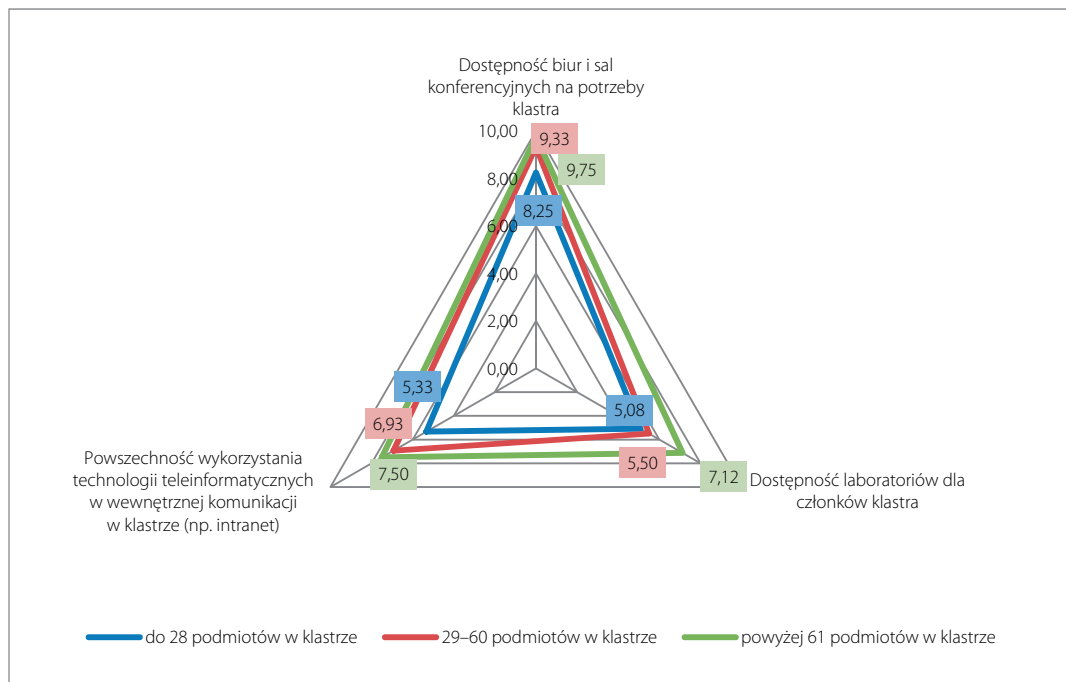 Dostępność biur i sal
konferencyjnych na potrzeby
klastra
10,00
9,33
9,75
8,00
8,25
6,00
4,00
2,00
0,00
5,33
5,08
6,93
5,50
7,50
7,12
Powszechność wykorzystania
technologii teleinformatycznych
w wewnętrznej komunikacji
w klastrze (np. intranet)
Dostępność laboratoriów dla
członków klastra
do 28 podmiotów w klastrze
29–60 podmiotów w klastrze
powyżej 61 podmiotów w klastrze